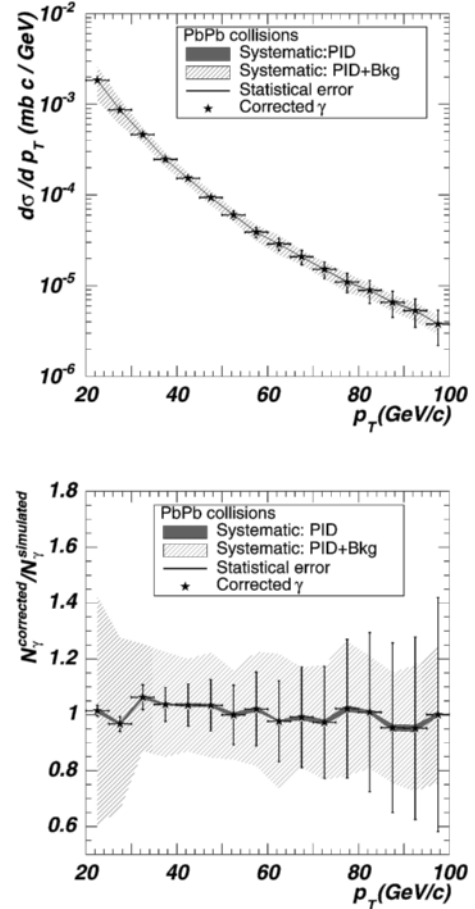 10⁻²
PbPb collisions
Systematic:PID
Systematic: PID+Bkg
Statistical error
Corrected γ
dσ/d p_T (mb c / GeV)
10⁻³
10⁻⁴
10⁻⁵
10⁻⁶
20 40 60 80 100
p_T(GeV/c)
1.8
PbPb collisions
Systematic: PID
Systematic: PID+Bkg
Statistical error
Corrected γ
N_γ^corrected/N_γ^simulated
1.6
1.4
1.2
1
0.8
0.6
20 40 60 80 100
p_T(GeV/c)